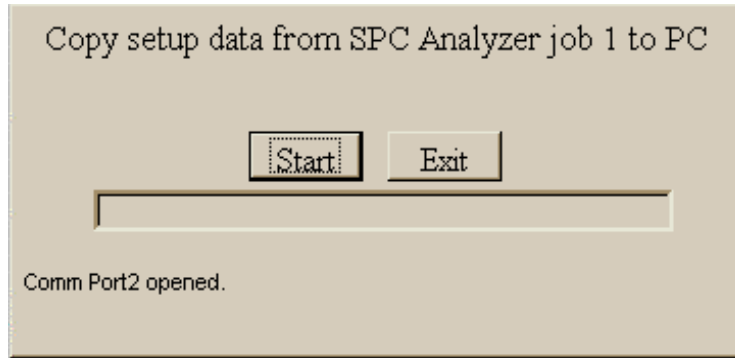 Copy setup data from SPC Analyzer job 1 to PC
Start Exit
Comm Port2 opened.